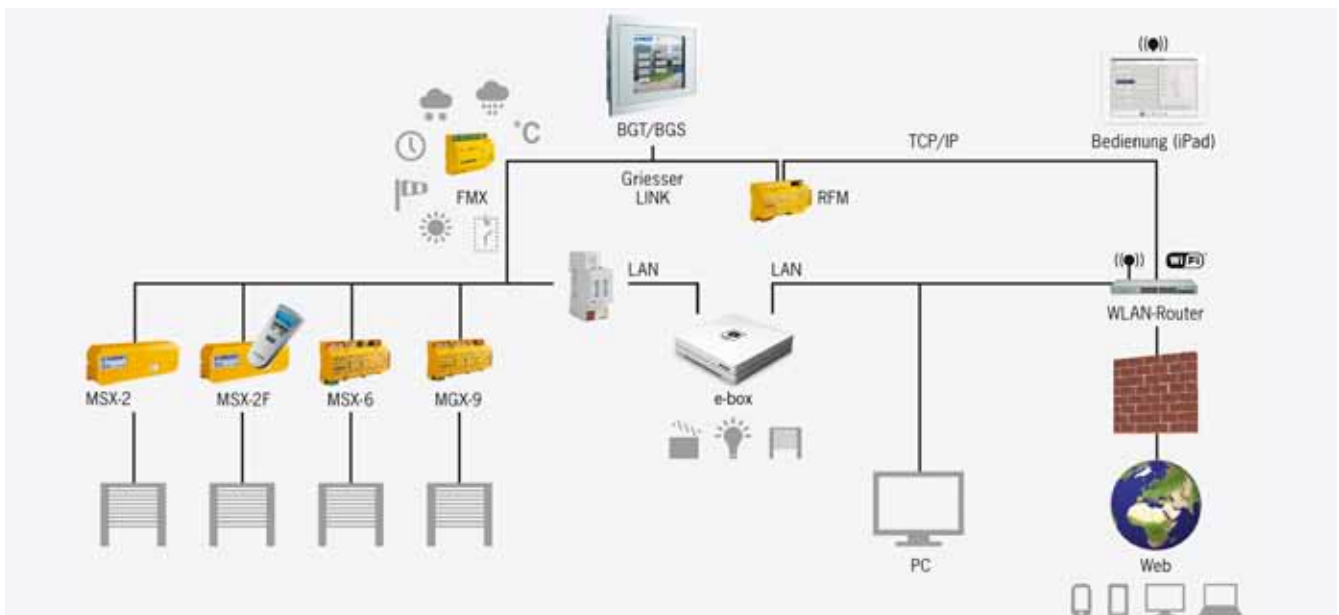 BGT/BGS
TCP/IP
Bedienung (iPad)
°C
FMX
Griesser
LINK
RFM
LAN
LAN
WiFi
WLAN-Router
MSX-2
MSX-2F
MSX-6
MGX-9
e-box
PC
Web